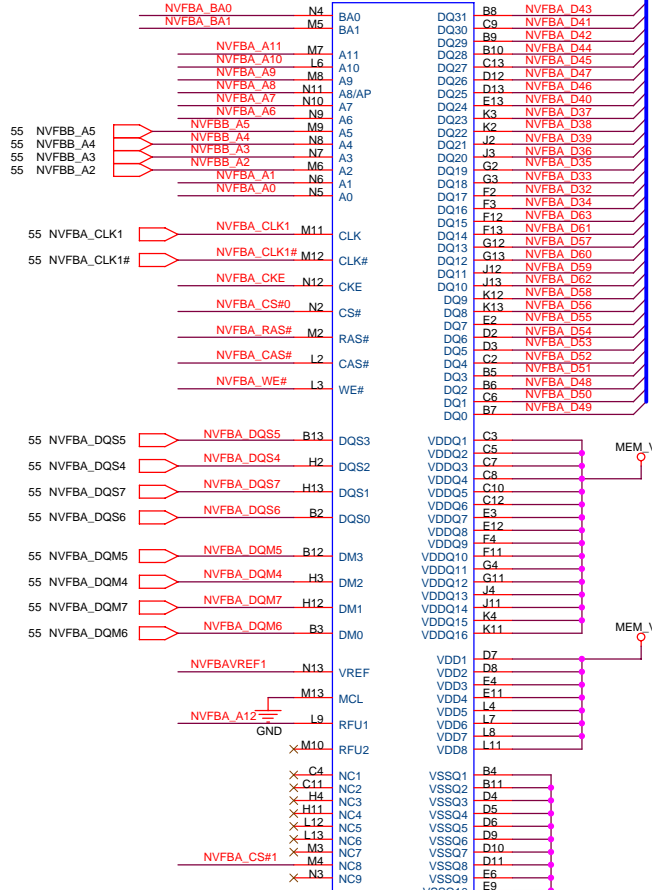 NVFBA_BA0 N4 BA0
NVFBA_BA1 M5 BA1
NVFBA_A11 M7 A11
NVFBA_A10 L6 A10
NVFBA_A9 M8 A9
NVFBA_A8 N11 A8/AP
NVFBA_A7 N10 A7
NVFBA_A6 N9 A6
55 NVFBB_A5 NVFBB_A5 M9 A5
55 NVFBB_A4 NVFBB_A4 N8 A4
55 NVFBB_A3 NVFBB_A3 N7 A3
55 NVFBB_A2 NVFBB_A2 M6 A2
NVFBA_A1 N6 A1
NVFBA_A0 N5 A0
55 NVFBA_CLK1 NVFBA_CLK1 M11 CLK
55 NVFBA_CLK1# NVFBA_CLK1# M12 CLK#
NVFBA_CKE N12 CKE
NVFBA_CS#0 N2 CS#
NVFBA_RAS# M2 RAS#
NVFBA_CAS# L2 CAS#
NVFBA_WE# L3 WE#
55 NVFBA_DQS5 NVFBA_DQS5 B13 DQS3
55 NVFBA_DQS4 NVFBA_DQS4 H2 DQS2
55 NVFBA_DQS7 NVFBA_DQS7 H13 DQS1
55 NVFBA_DQS6 NVFBA_DQS6 B2 DQS0
55 NVFBA_DQM5 NVFBA_DQM5 B12 DM3
55 NVFBA_DQM4 NVFBA_DQM4 H3 DM2
55 NVFBA_DQM7 NVFBA_DQM7 H12 DM1
55 NVFBA_DQM6 NVFBA_DQM6 B3 DM0
NVFBAVREF1 N13 VREF
M13 MCL
GND
NVFBA_A12 L9 RFU1
M10 RFU2
C4 NC1
C11 NC2
H4 NC3
H11 NC4
L12 NC5
L13 NC6
M3 NC7
NVFBA_CS#1 M4 NC8
N3 NC9
DQ31 B8 NVFBA_D43
DQ30 C9 NVFBA_D41
DQ29 B9 NVFBA_D42
DQ28 B10 NVFBA_D44
DQ27 C13 NVFBA_D45
DQ26 D12 NVFBA_D47
DQ25 D13 NVFBA_D46
DQ24 E13 NVFBA_D40
DQ23 K3 NVFBA_D37
DQ22 K2 NVFBA_D38
DQ21 J2 NVFBA_D39
DQ20 J3 NVFBA_D36
DQ19 G2 NVFBA_D35
DQ18 G3 NVFBA_D33
DQ17 F2 NVFBA_D32
DQ16 F3 NVFBA_D34
DQ15 F12 NVFBA_D63
DQ14 F13 NVFBA_D61
DQ13 G12 NVFBA_D57
DQ12 G13 NVFBA_D60
DQ11 J12 NVFBA_D59
DQ10 J13 NVFBA_D62
DQ9 K12 NVFBA_D58
DQ8 K13 NVFBA_D56
DQ7 E2 NVFBA_D55
DQ6 D2 NVFBA_D54
DQ5 D3 NVFBA_D53
DQ4 C2 NVFBA_D52
DQ3 B5 NVFBA_D51
DQ2 B6 NVFBA_D48
DQ1 C6 NVFBA_D50
DQ0 B7 NVFBA_D49
VDDQ1 C3
VDDQ2 C5
VDDQ3 C7
VDDQ4 C8
VDDQ5 C10
VDDQ6 C12
VDDQ7 E3
VDDQ8 E12
VDDQ9 F4
VDDQ10 F11
VDDQ11 G4
VDDQ12 G11
VDDQ13 J4
VDDQ14 J11
VDDQ15 K4
VDDQ16 K11
MEM_V
VDD1 D7
VDD2 D8
VDD3 E4
VDD4 E11
VDD5 L4
VDD6 L7
VDD7 L8
VDD8 L11
MEM_V
VSSQ1 B4
VSSQ2 B11
VSSQ3 D4
VSSQ4 D5
VSSQ5 D6
VSSQ6 D9
VSSQ7 D10
VSSQ8 D11
VSSQ9 E6
VSSQ10 E9